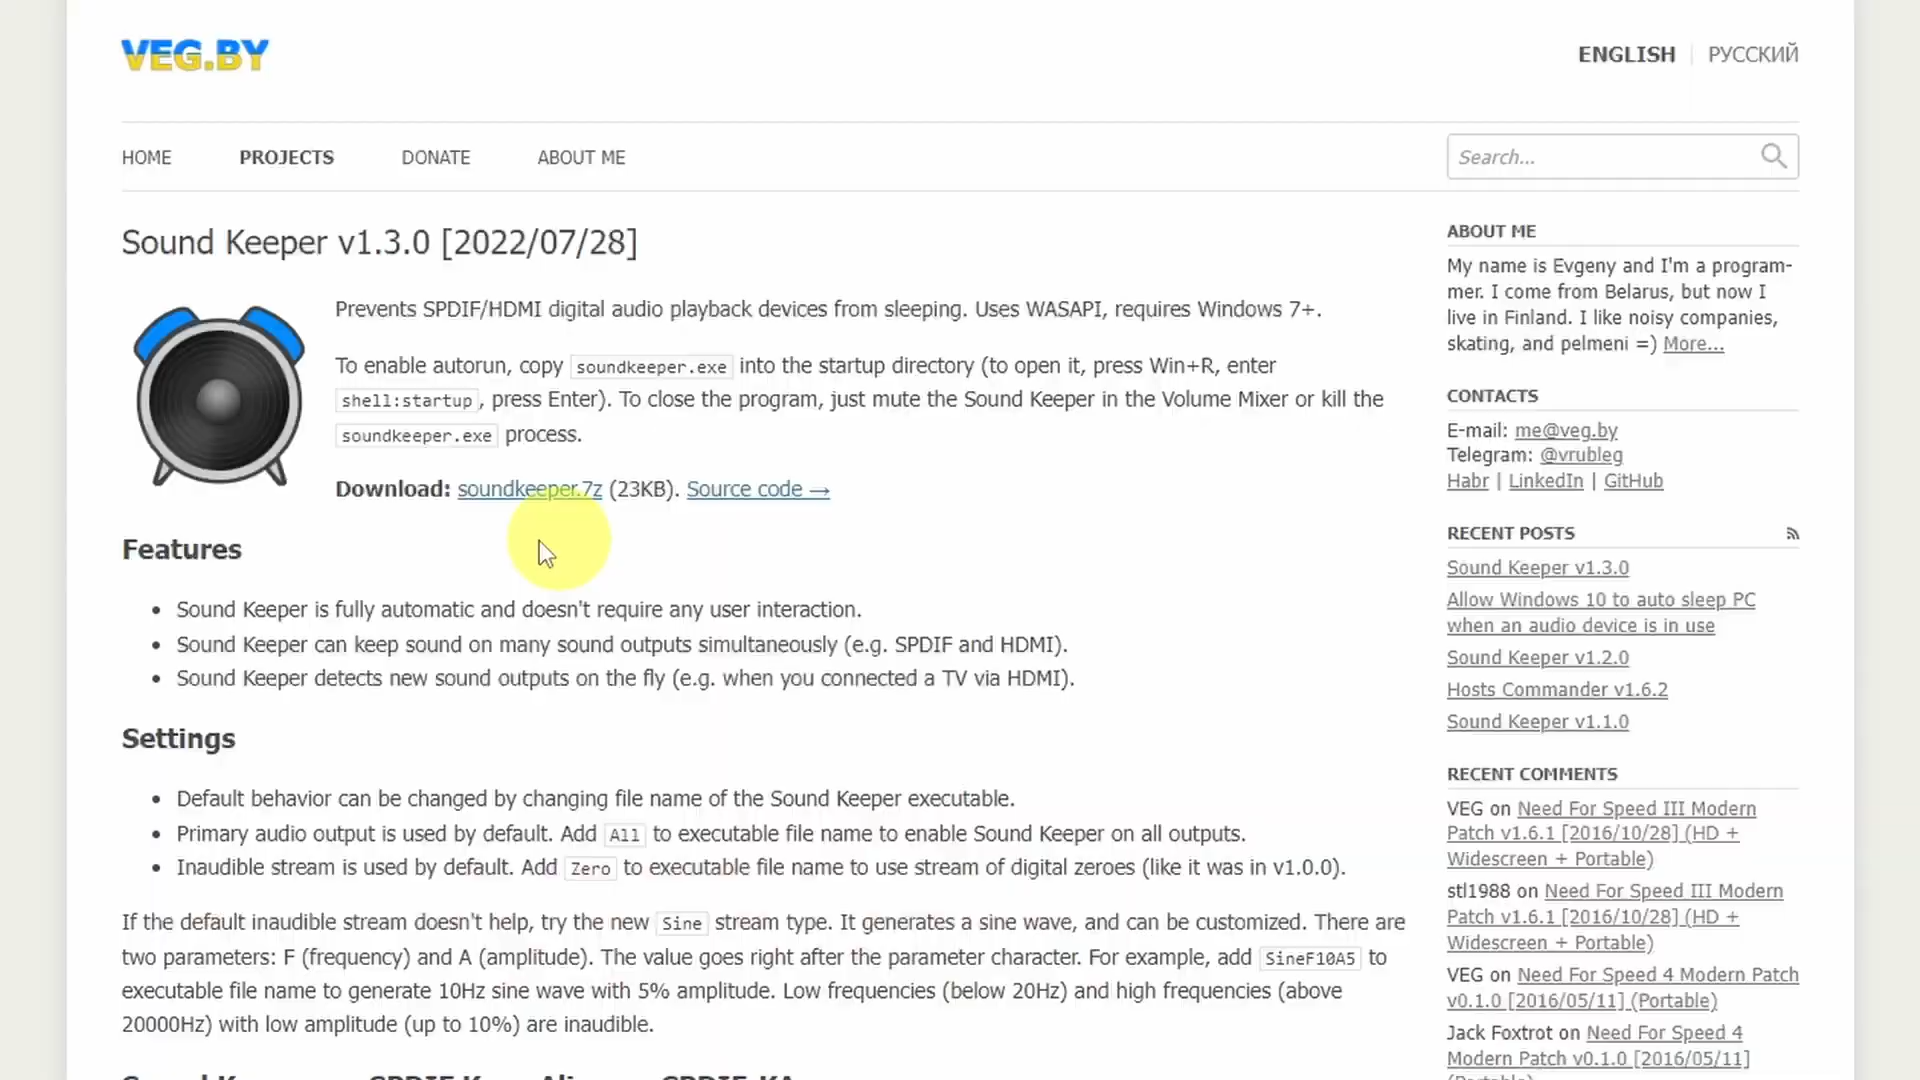 VEG.BY
ENGLISH
РУССКИЙ
HOME
PROJECTS
DONATE
ABOUT ME
Search...
Sound Keeper v1.3.0 [2022/07/28]
Prevents SPDIF/HDMI digital audio playback devices from sleeping. Uses WASAPI, requires Windows 7+.
To enable autorun, copy soundkeeper.exe into the startup directory (to open it, press Win+R, enter
shell:startup, press Enter). To close the program, just mute the Sound Keeper in the Volume Mixer or kill the
soundkeeper.exe process.
Download: soundkeeper.7z (23KB). Source code →
Features
• Sound Keeper is fully automatic and doesn't require any user interaction.
• Sound Keeper can keep sound on many sound outputs simultaneously (e.g. SPDIF and HDMI).
• Sound Keeper detects new sound outputs on the fly (e.g. when you connected a TV via HDMI).
Settings
• Default behavior can be changed by changing file name of the Sound Keeper executable.
• Primary audio output is used by default. Add All to executable file name to enable Sound Keeper on all outputs.
• Inaudible stream is used by default. Add Zero to executable file name to use stream of digital zeroes (like it was in v1.0.0).
If the default inaudible stream doesn't help, try the new Sine stream type. It generates a sine wave, and can be customized. There are
two parameters: F (frequency) and A (amplitude). The value goes right after the parameter character. For example, add SineF10A5 to
executable file name to generate 10Hz sine wave with 5% amplitude. Low frequencies (below 20Hz) and high frequencies (above
20000Hz) with low amplitude (up to 10%) are inaudible.
ABOUT ME
My name is Evgeny and I'm a program-
mer. I come from Belarus, but now I
live in Finland. I like noisy companies,
skating, and pelmeni =) More...
CONTACTS
E-mail: me@veg.by
Telegram: @vrubleg
Habr | LinkedIn | GitHub
RECENT POSTS
Sound Keeper v1.3.0
Allow Windows 10 to auto sleep PC
when an audio device is in use
Sound Keeper v1.2.0
Hosts Commander v1.6.2
Sound Keeper v1.1.0
RECENT COMMENTS
VEG on Need For Speed III Modern
Patch v1.6.1 [2016/10/28] (HD +
Widescreen + Portable)
stl1988 on Need For Speed III Modern
Patch v1.6.1 [2016/10/28] (HD +
Widescreen + Portable)
VEG on Need For Speed 4 Modern Patch
v0.1.0 [2016/05/11] (Portable)
Jack Foxtrot on Need For Speed 4
Modern Patch v0.1.0 [2016/05/11]